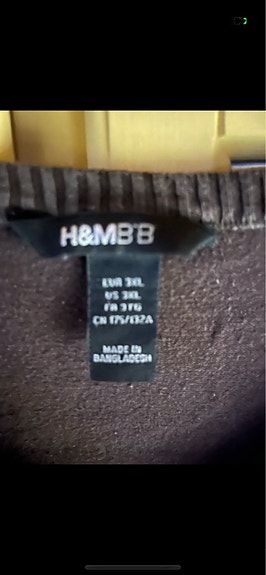 H&MB'B
EUR 3XL
US 3XL
FR 3TG
CN 175/132A
MADE IN
BANGLADESH